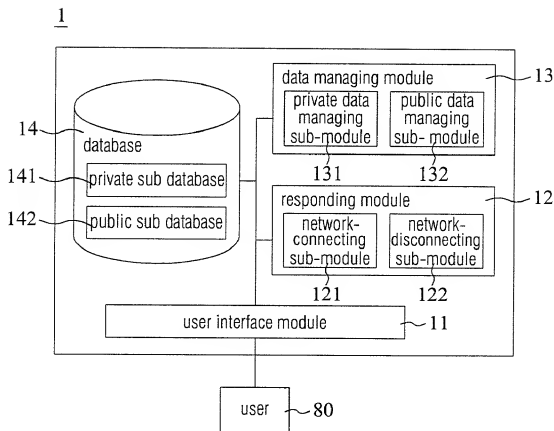 1
data managing module
13
private data
managing
sub-module
public data
managing
sub- module
131
132
14
database
141
private sub database
142
public sub database
responding module
12
network-
connecting
sub-module
network-
disconnecting
sub-module
121
122
user interface module
11
user
80